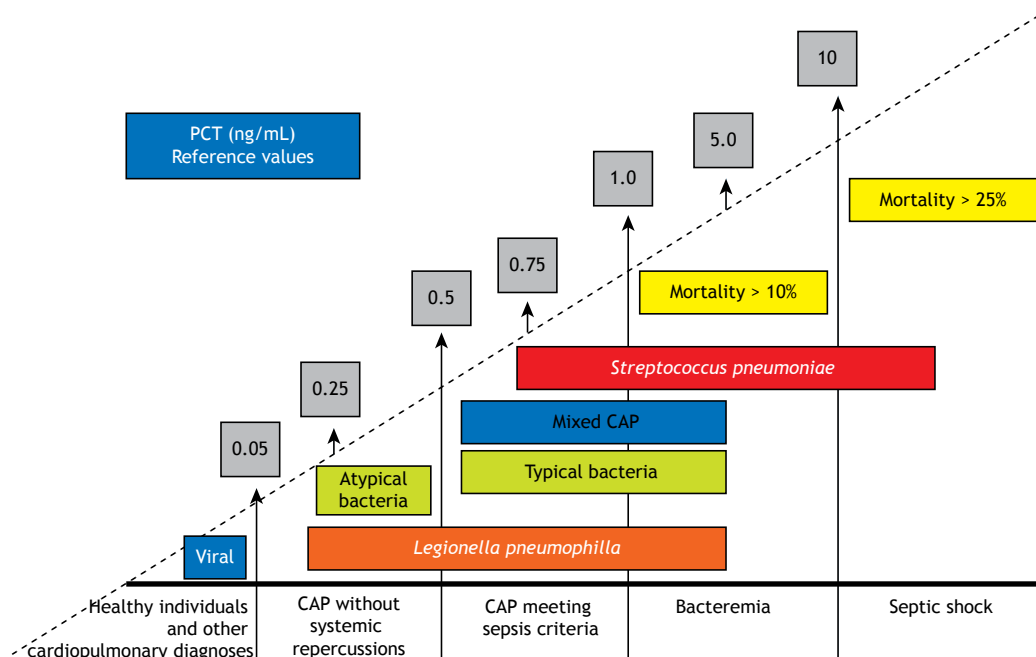 10
PCT (ng/mL)
Reference values
5.0
1.0
Mortality > 25%
0.75
0.5
Mortality > 10%
Streptococcus pneumoniae
0.25
Mixed CAP
0.05
Typical bacteria
Atypical
bacteria
Legionella pneumophilla
Viral
Healthy individuals
and other
cardiopulmonary diagnoses
CAP without
systemic
repercussions
CAP meeting
sepsis criteria
Bacteremia
Septic shock